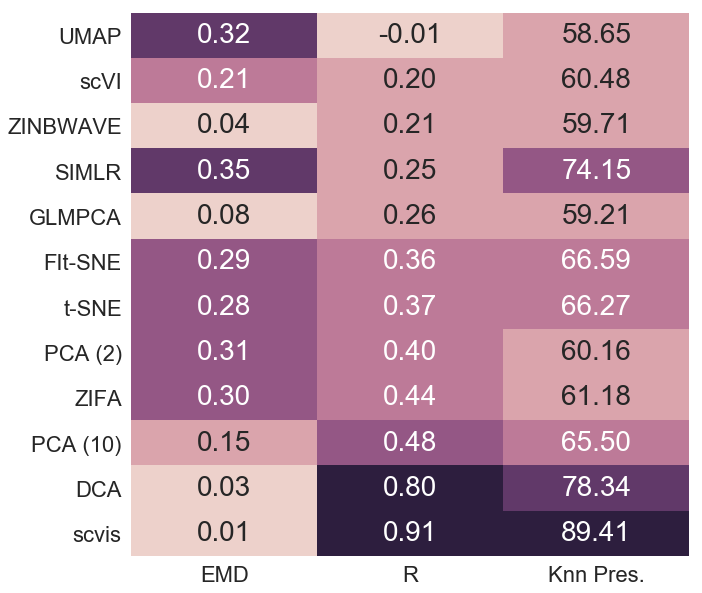 UMAP 0.32 -0.01 58.65
scVI 0.21 0.20 60.48
ZINBWAVE 0.04 0.21 59.71
SIMLR 0.35 0.25 74.15
GLMPCA 0.08 0.26 59.21
FIt-SNE 0.29 0.36 66.59
t-SNE 0.28 0.37 66.27
PCA (2) 0.31 0.40 60.16
ZIFA 0.30 0.44 61.18
PCA (10) 0.15 0.48 65.50
DCA 0.03 0.80 78.34
scvis 0.01 0.91 89.41
EMD R Knn Pres.